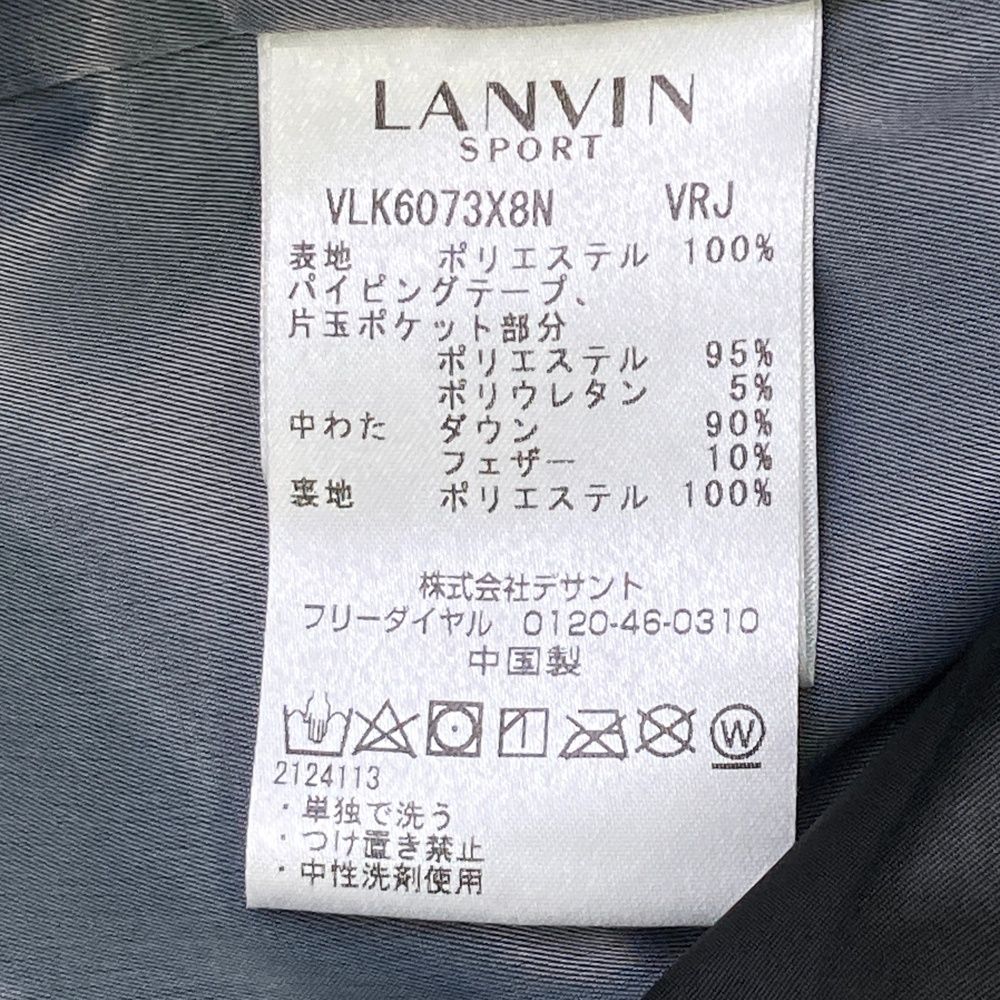 LANVIN
SPORT
VLK6073X8N VRJ
表地 ポリエステル 100%
パイピングテープ、
片玉ポケット部分
ポリエステル 95%
ポリウレタン 5%
中わた ダウン 90%
フェザー 10%
裏地 ポリエステル 100%
株式会社デサント
フリーダイヤル 0120-46-0310
中国製
W
2124113
・単独で洗う
・つけ置き禁止
・中性洗剤使用